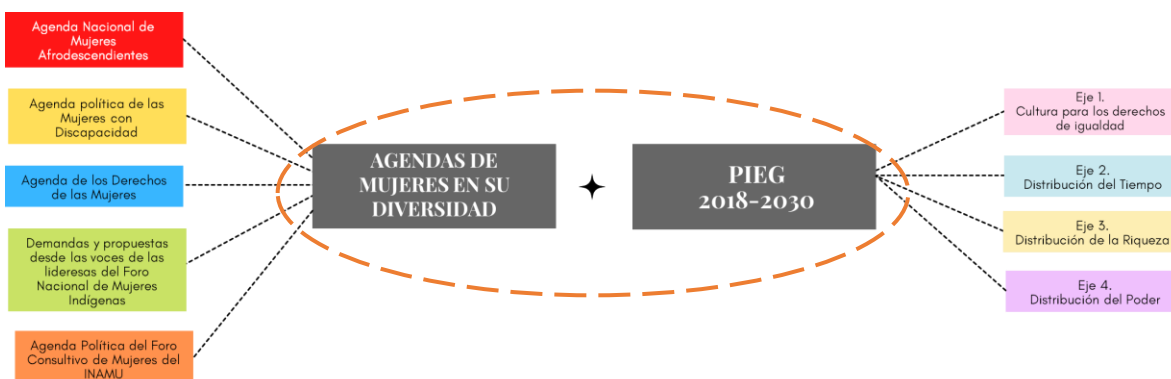 Agenda Nacional de
Mujeres
Afrodescendientes
Agenda política de las
Mujeres con
Discapacidad
Agenda de los Derechos
de las Mujeres
Demandas y propuestas
desde las voces de las
lideresas del Foro
Nacional de Mujeres
Indígenas
Agenda Política del Foro
Consultivo de Mujeres del
INAMU
AGENDAS DE
MUJERES EN SU
DIVERSIDAD
PIEG
2018-2030
Eje 1.
Cultura para los derechos
de igualdad
Eje 2.
Distribución del Tiempo
Eje 3.
Distribución de la Riqueza
Eje 4.
Distribución del Poder